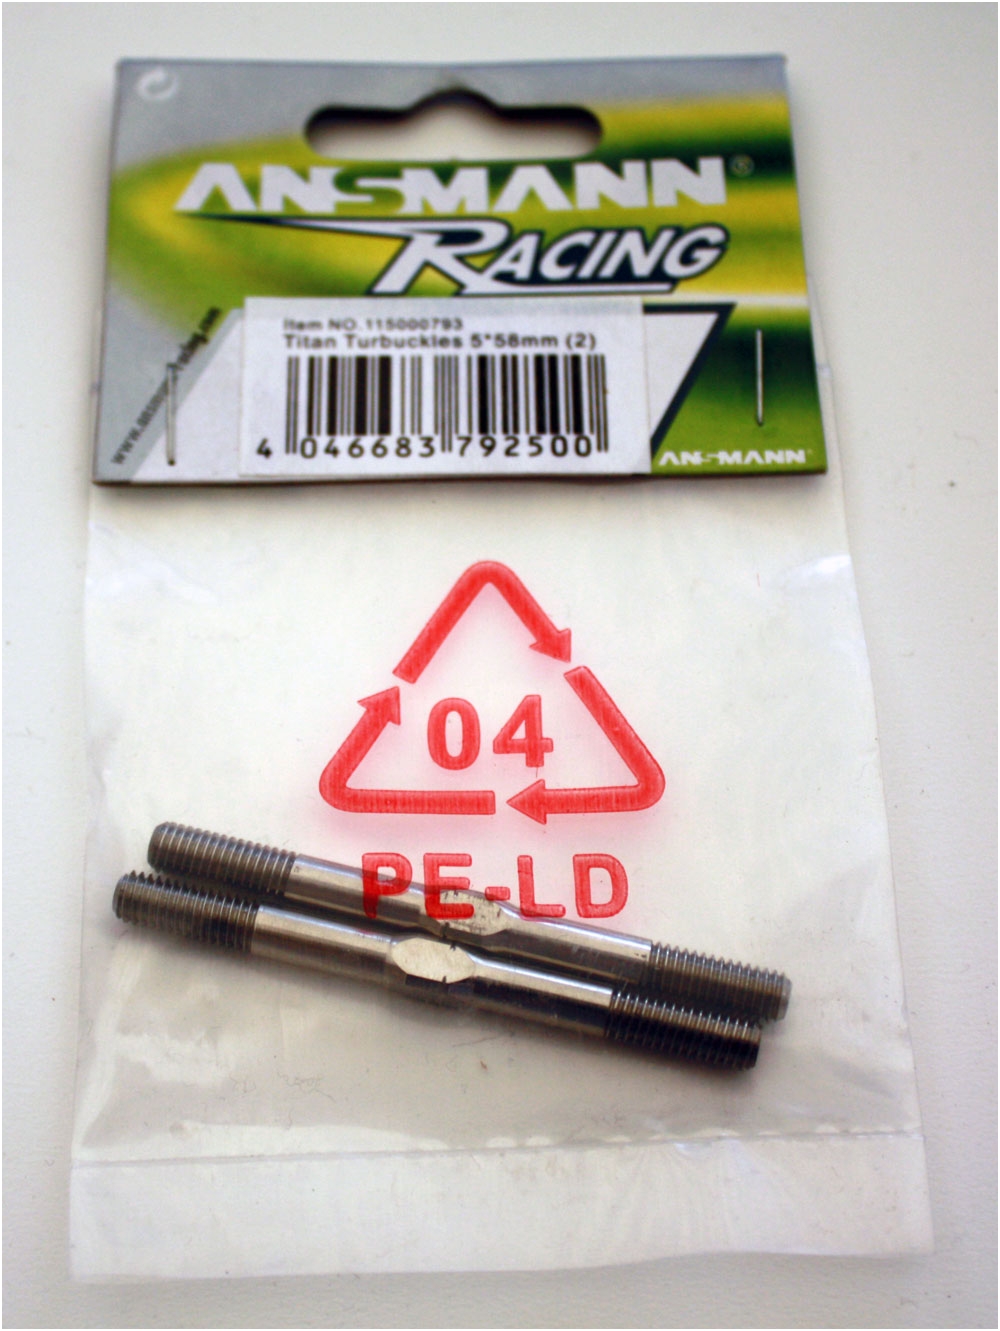 ANSMANN®
RACING
Item NO.115000793
Titan Turbuckles 5*58mm (2)
4 046683 792500
ANSMANN
04
PE-LD